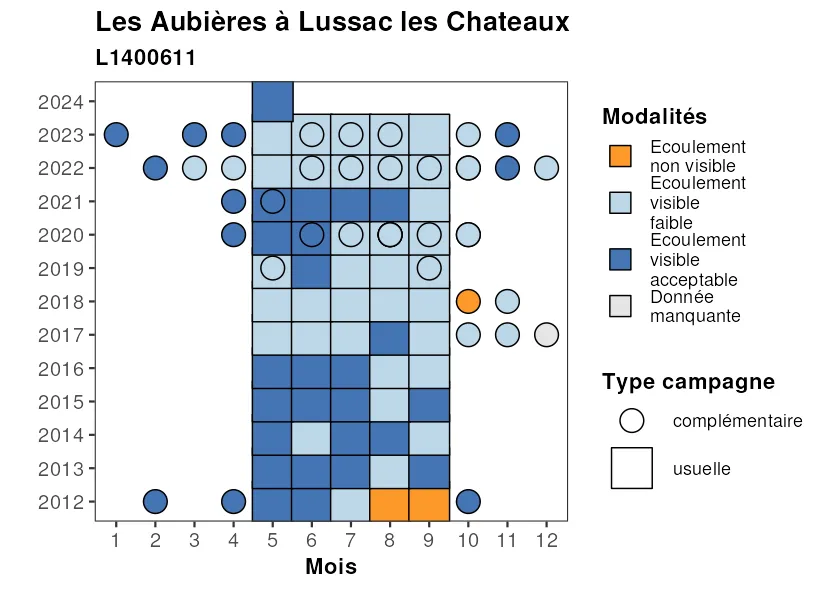 Les Aubières à Lussac les Chateaux
L1400611
2024
2023
2022
2021
2020
2019
2018
2017
2016
2015
2014
2013
2012
1 2 3 4 5 6 7 8 9 10 11 12
Mois
Modalités
Ecoulement
non visible
Ecoulement
visible
faible
Ecoulement
visible
acceptable
Donnée
manquante
Type campagne
complémentaire
usuelle